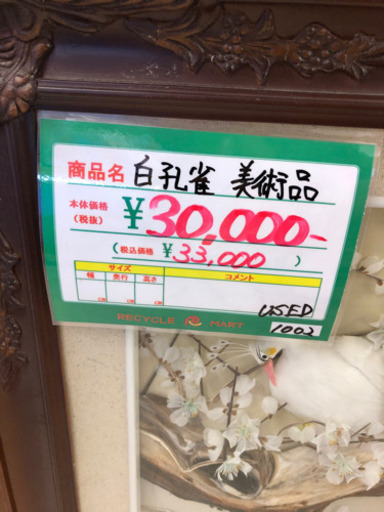 商品名 白孔雀 美術品
本体価格 (税抜) ¥30,000-
(税込価格 ¥33,000)
サイズ コメント
幅 奥行 高さ
cm cm cm
USED
RECYCLE MART 1002